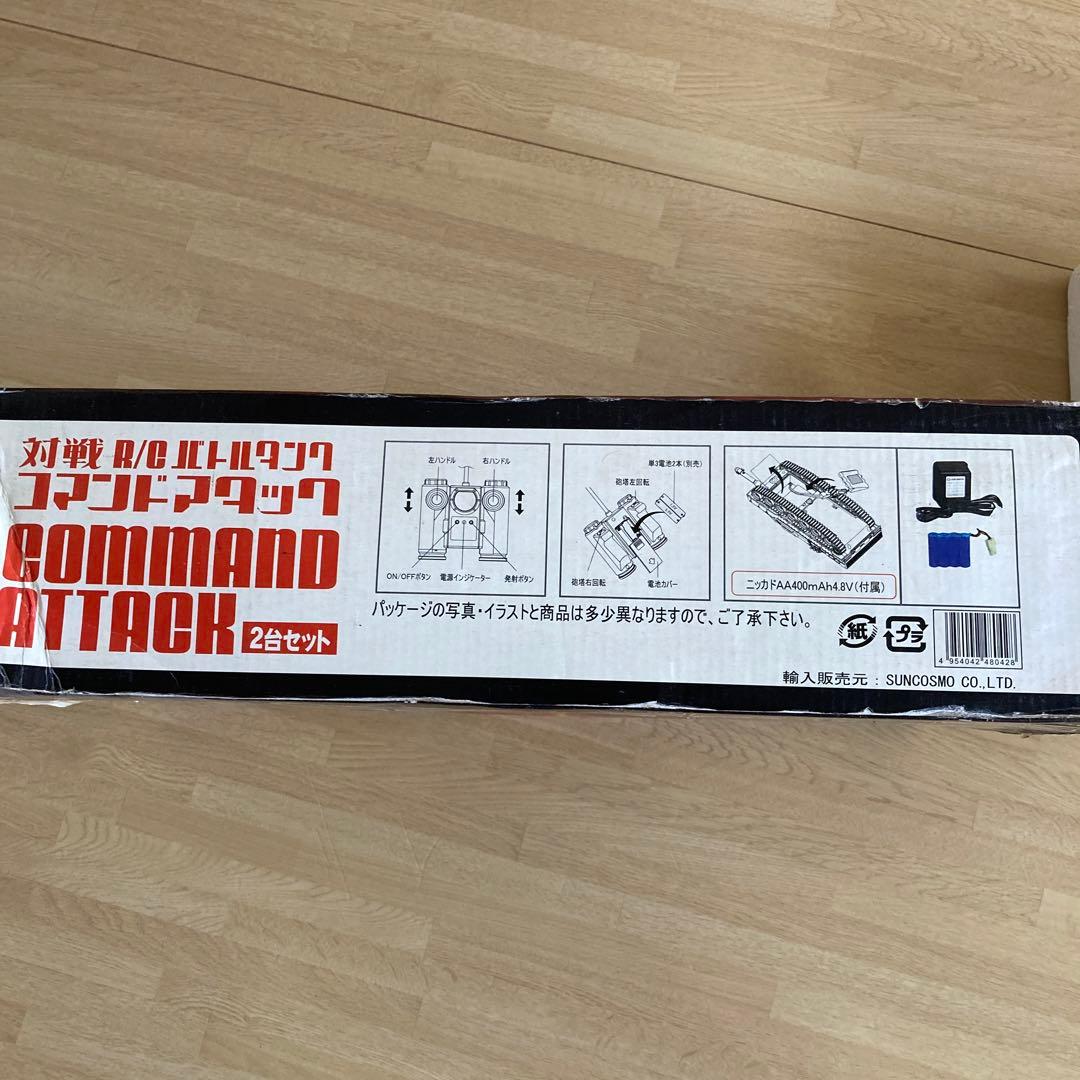 対戦 R/C バトルタンク
コマンドアタック
COMMAND
ATTACK
2台セット
左ハンドル 右ハンドル
ON/OFFボタン 電源インジケーター 発射ボタン
単3電池2本(別売)
砲塔左回転
砲塔右回転 電池カバー
ニッカドAA400mAh4.8V(付属)
パッケージの写真・イラストと商品は多少異なりますので、ご了承下さい。
紙 プラ
4 954042 480428
輸入販売元 : SUNCOSMO CO.,LTD.